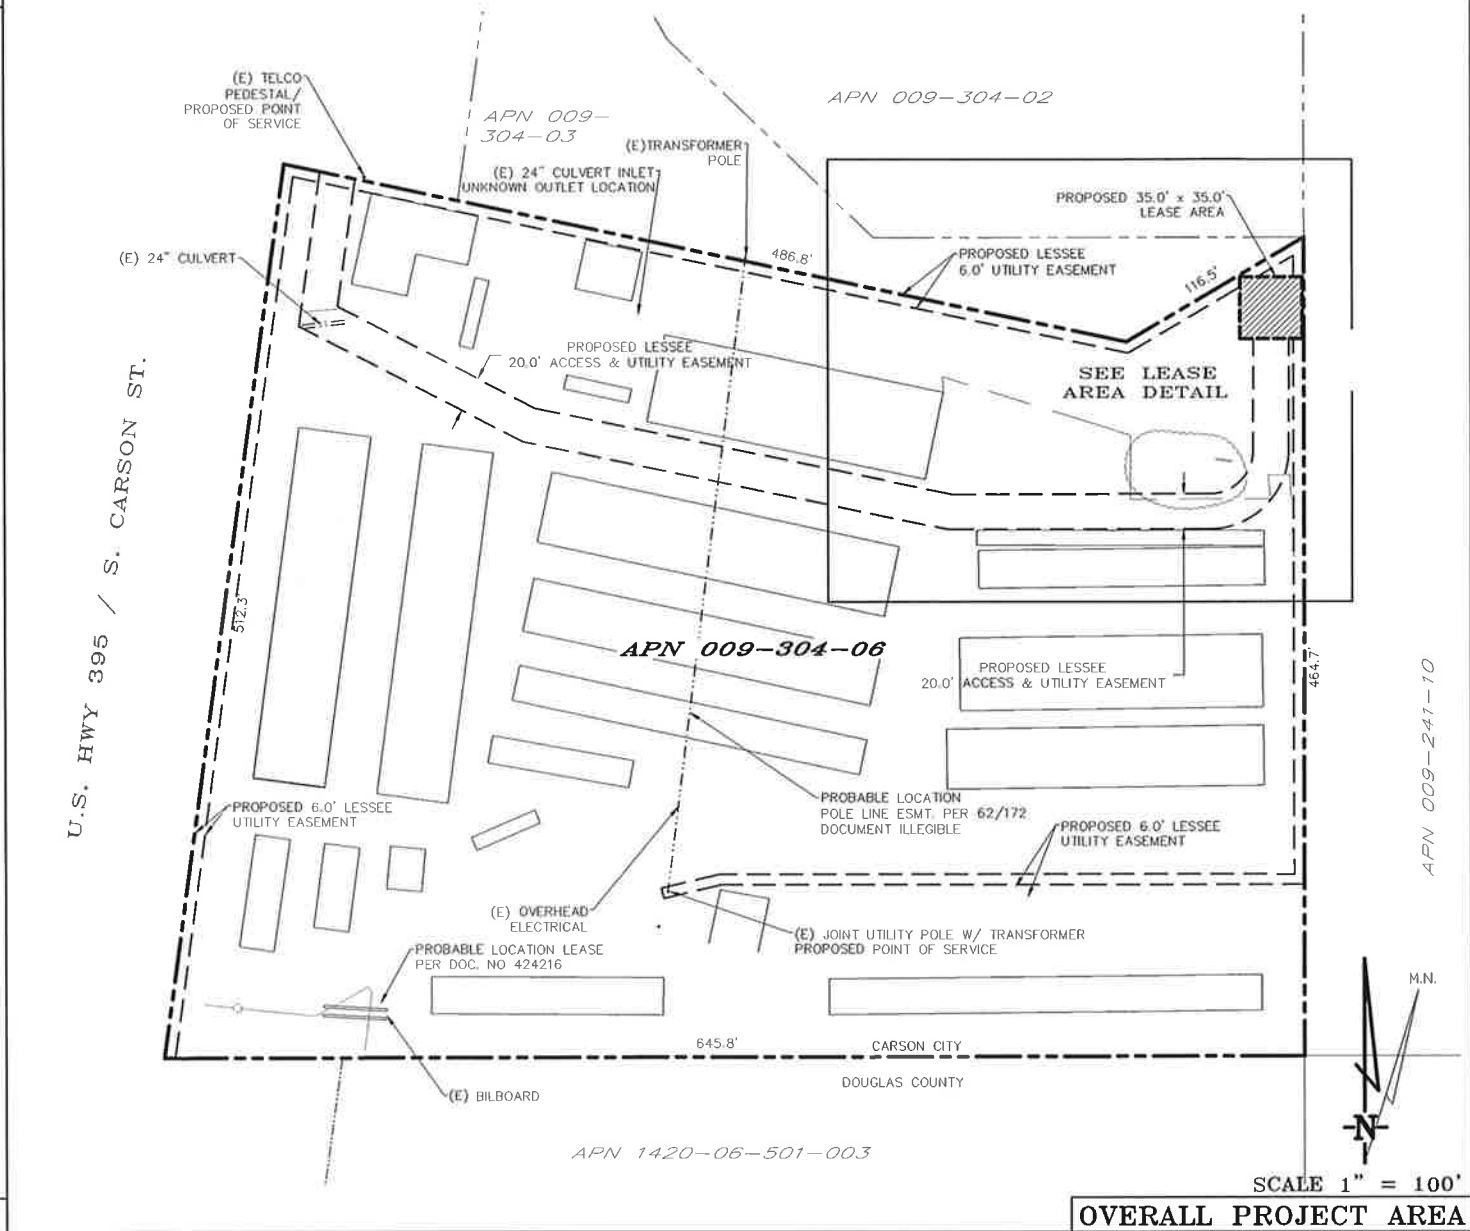 (E) TELCO
PEDESTAL/
PROPOSED POINT
OF SERVICE
APN 009-
304-03
APN 009-304-02
(E)TRANSFORMER
POLE
(E) 24" CULVERT INLET
UNKNOWN OUTLET LOCATION
PROPOSED 35.0' x 35.0'
LEASE AREA
(E) 24" CULVERT
486.8'
PROPOSED LESSEE
6.0' UTILITY EASEMENT
116.5'
PROPOSED LESSEE
20.0' ACCESS & UTILITY EASEMENT
SEE LEASE
AREA DETAIL
U.S. HWY 395 / S. CARSON ST.
512.3'
APN 009-304-06
PROPOSED LESSEE
20.0' ACCESS & UTILITY EASEMENT
464.7'
APN 009-241-10
PROPOSED 6.0' LESSEE
UTILITY EASEMENT
PROBABLE LOCATION
POLE LINE ESMT. PER 62/172
DOCUMENT ILLEGIBLE
PROPOSED 6.0' LESSEE
UTILITY EASEMENT
(E) OVERHEAD
ELECTRICAL
(E) JOINT UTILITY POLE W/ TRANSFORMER
PROPOSED POINT OF SERVICE
PROBABLE LOCATION LEASE
PER DOC. NO 424216
M.N.
645.8'
CARSON CITY
DOUGLAS COUNTY
(E) BILBOARD
N
APN 1420-06-501-003
SCALE 1" = 100'
OVERALL PROJECT AREA